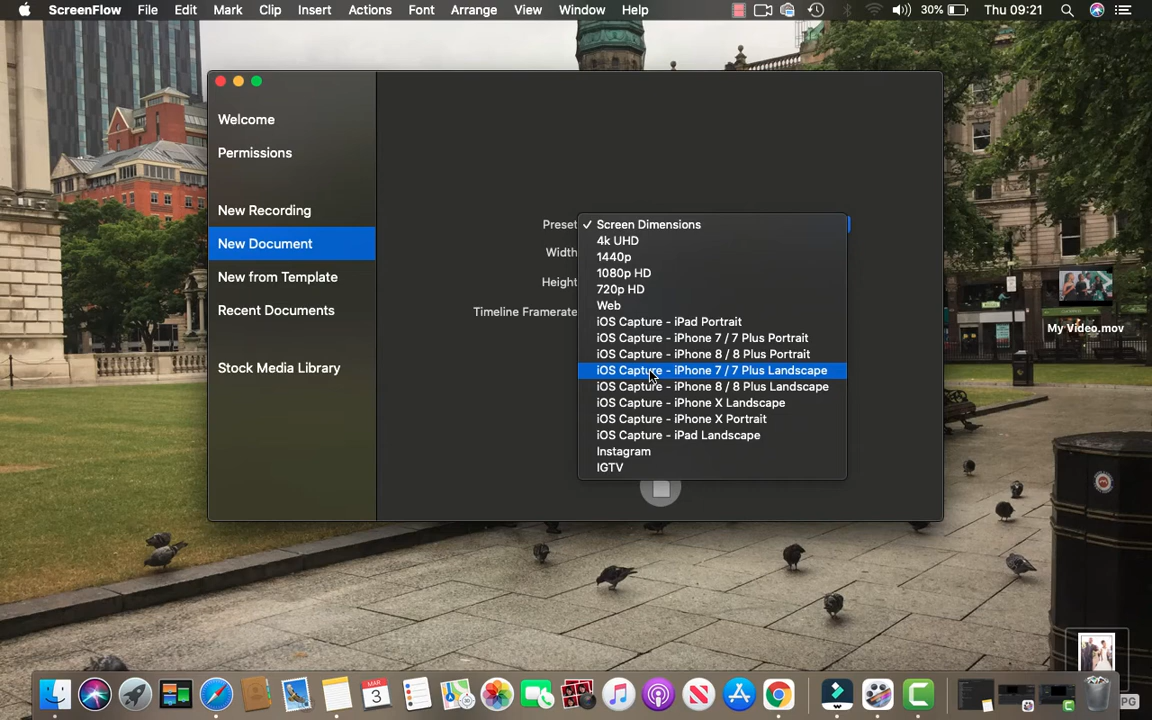 ScreenFlow File Edit Mark Clip Insert Actions Font Arrange View Window Help 30% Thu 09:21
Welcome
Permissions
New Recording
New Document
New from Template
Recent Documents
Stock Media Library
Preset
Width
Height
Timeline Framerate
✓ Screen Dimensions
4k UHD
1440p
1080p HD
720p HD
Web
iOS Capture - iPad Portrait
iOS Capture - iPhone 7 / 7 Plus Portrait
iOS Capture - iPhone 8 / 8 Plus Portrait
iOS Capture - iPhone 7 / 7 Plus Landscape
iOS Capture - iPhone 8 / 8 Plus Landscape
iOS Capture - iPhone X Landscape
iOS Capture - iPhone X Portrait
iOS Capture - iPad Landscape
Instagram
IGTV
My Video.mov
MAR
3
PG